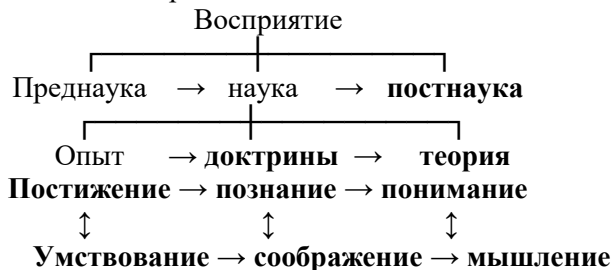 Восприятие
Преднаука → наука → постнаука
Опыт → доктрины → теория
Постижение → познание → понимание
↕ ↕ ↕
Умствование → соображение → мышление